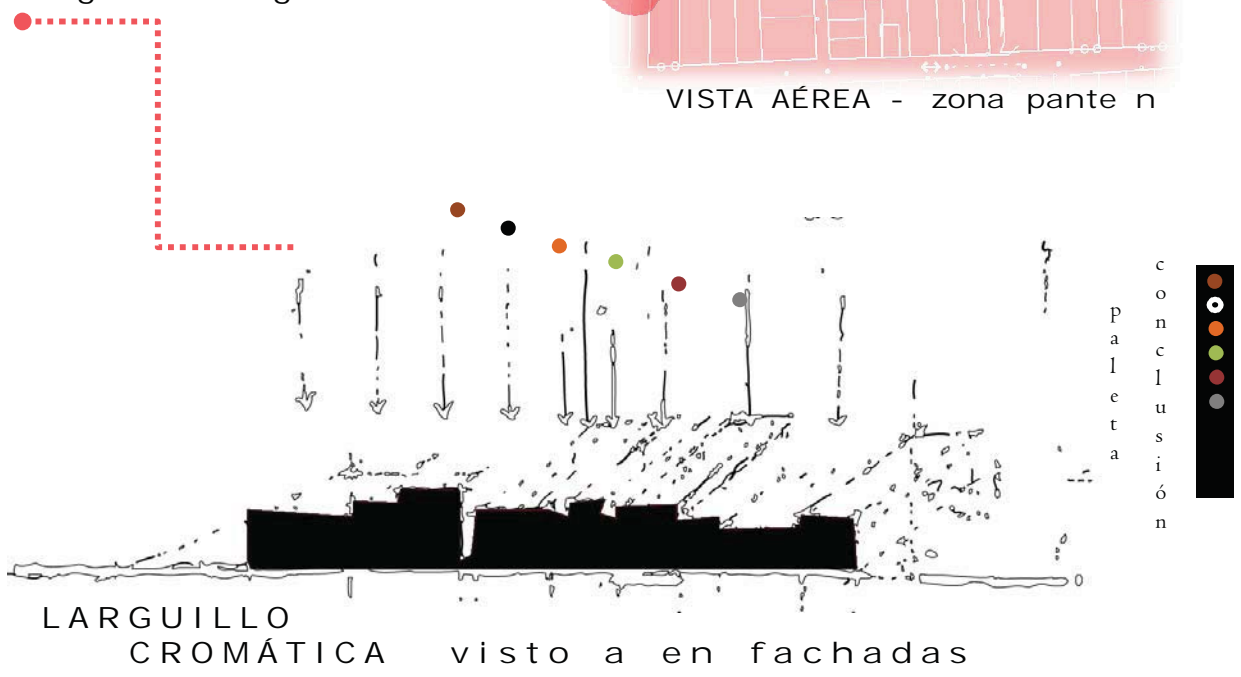 VISTA AÉREA - zona pante n
paleta
conclusión
LARGUILLO
CROMÁTICA visto a en fachadas